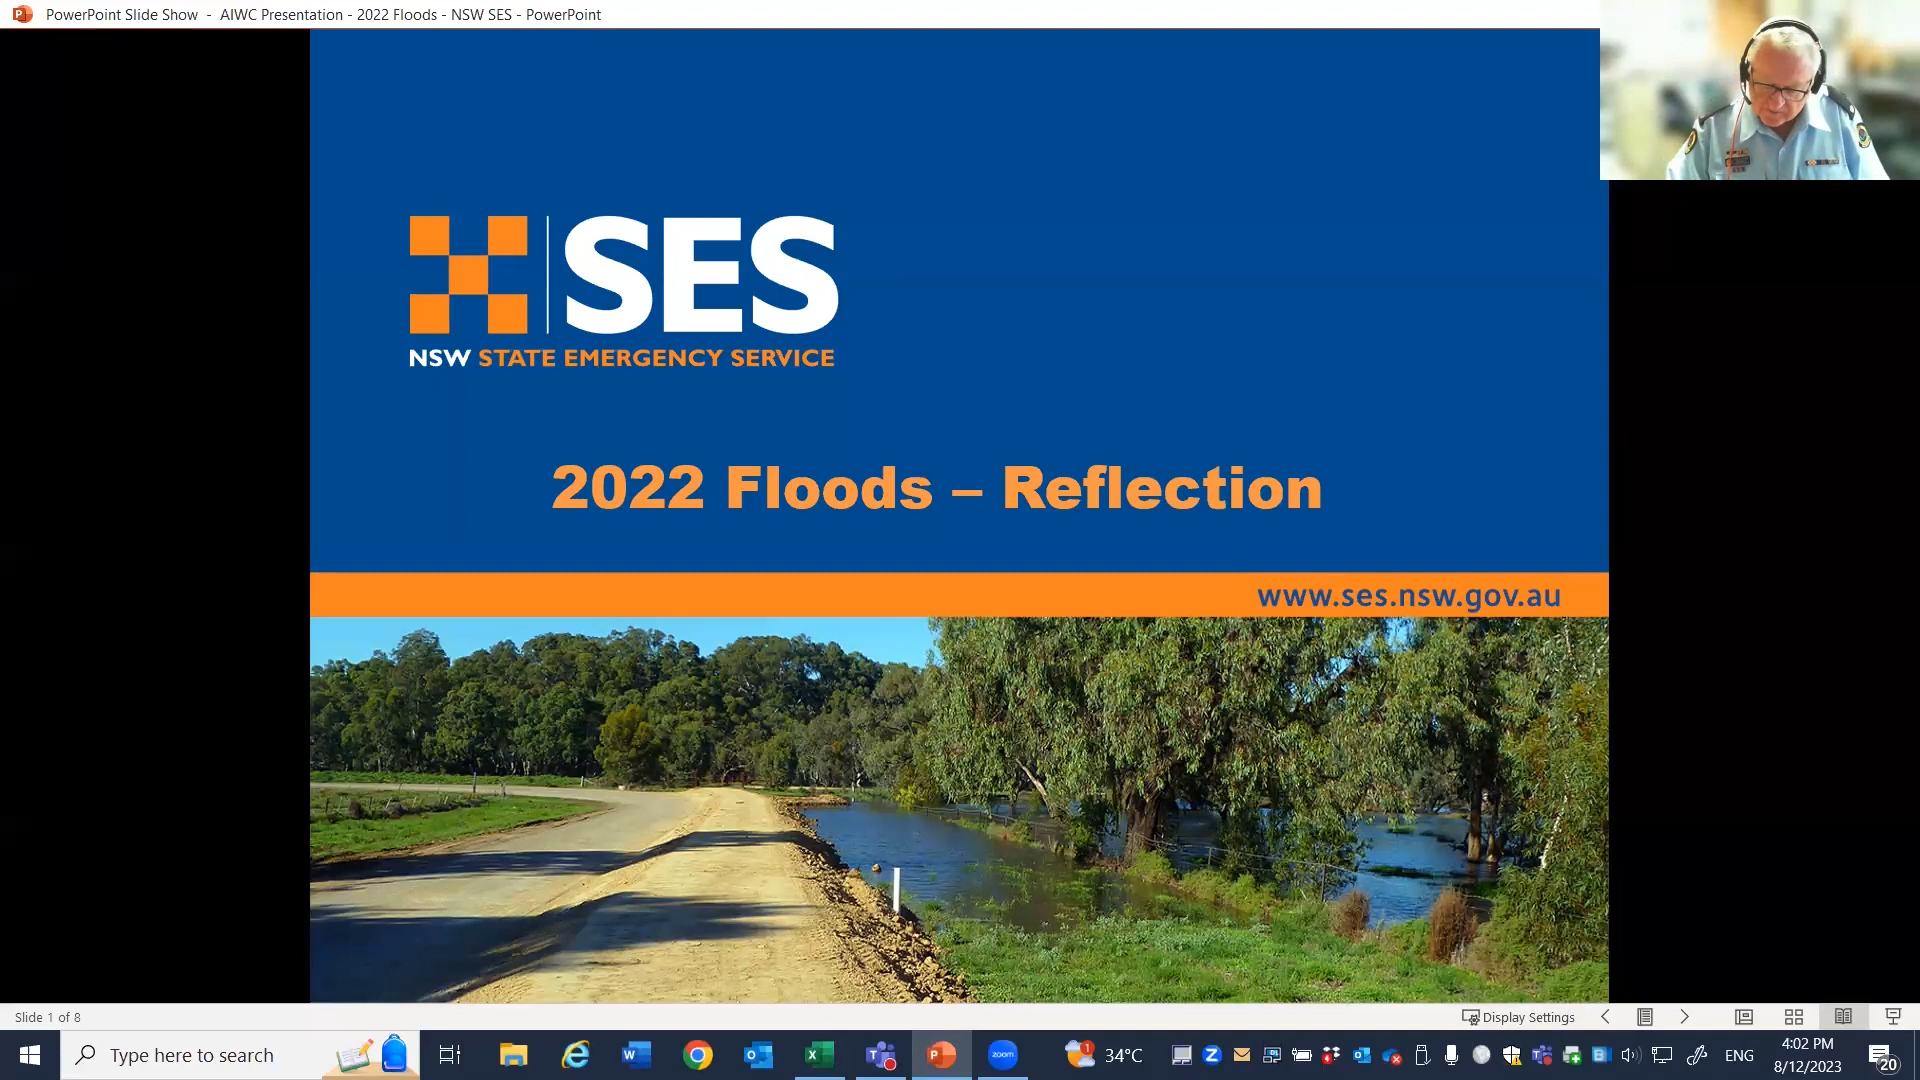 PowerPoint Slide Show - AIWC Presentation - 2022 Floods - NSW SES - PowerPoint
SES
NSW STATE EMERGENCY SERVICE
2022 Floods – Reflection
www.ses.nsw.gov.au
Slide 1 of 8
Display Settings
Type here to search
zoom
1
34°C
ENG
4:02 PM
8/12/2023
20